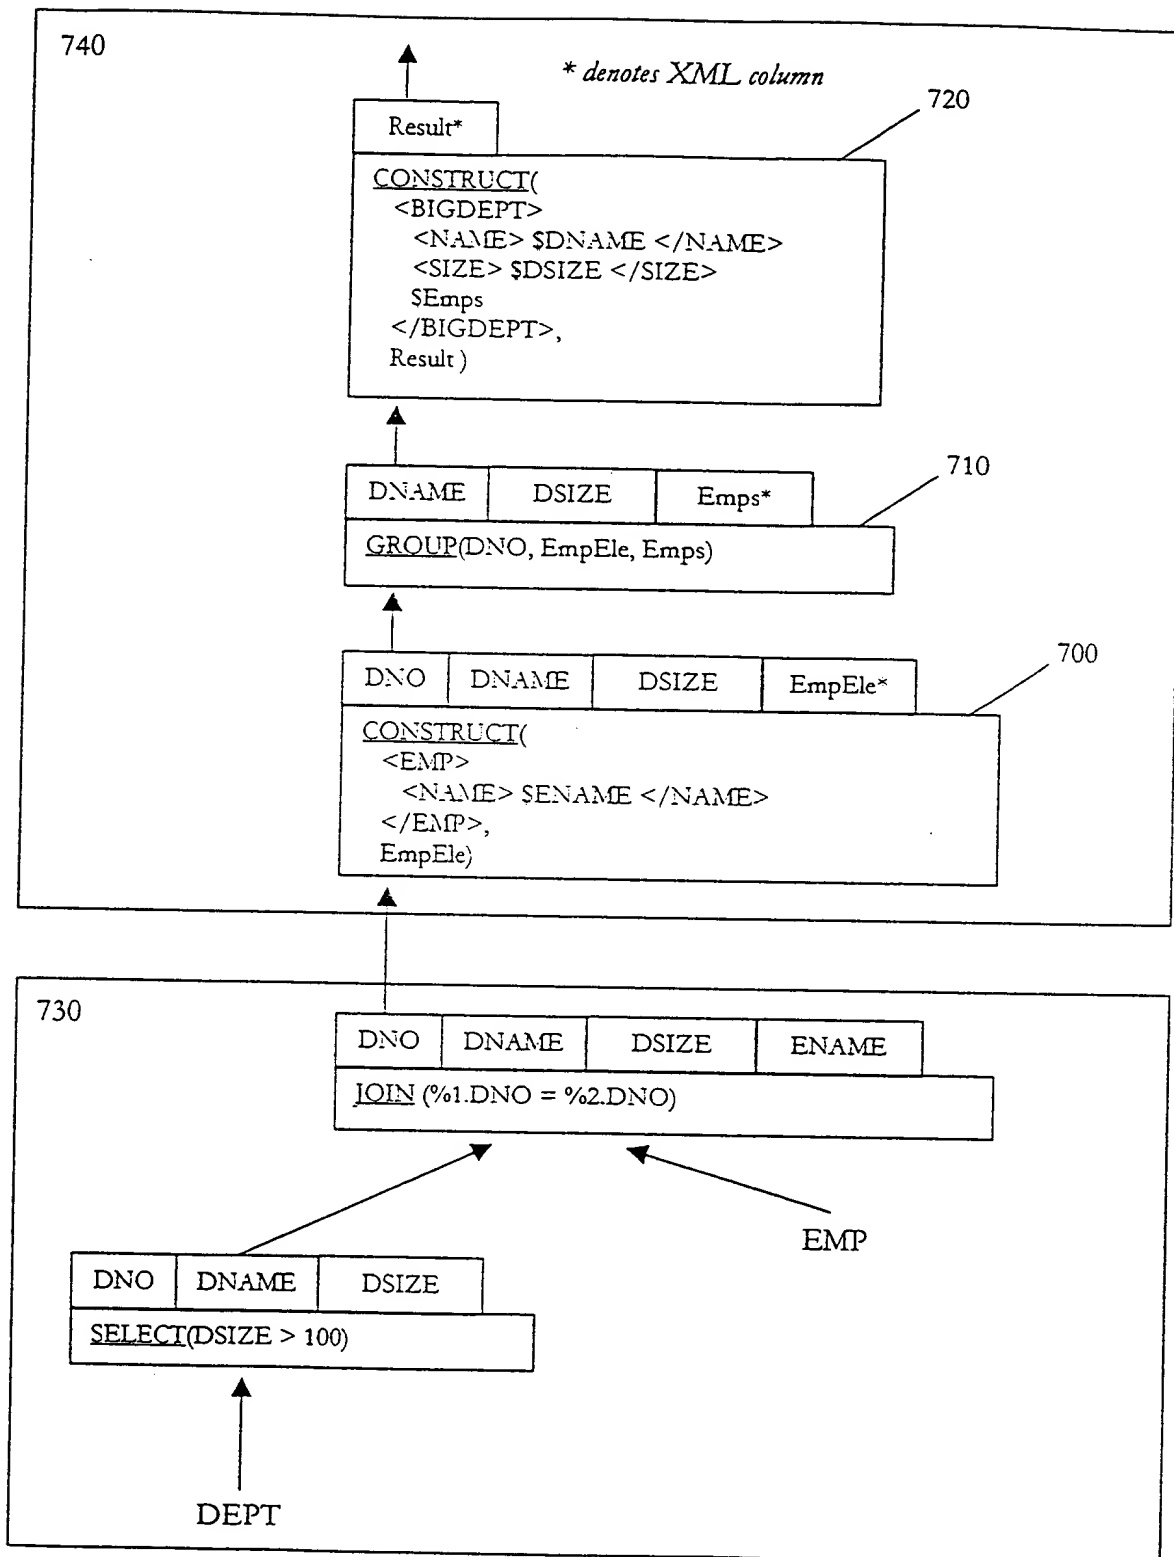 740
* denotes XML column
720
Result*
CONSTRUCT(
<BIGDEPT>
<NAME> $DNAME </NAME>
<SIZE> $DSIZE </SIZE>
$Emps
</BIGDEPT>,
Result )
710
DNAME DSIZE Emps*
GROUP(DNO, EmpEle, Emps)
700
DNO DNAME DSIZE EmpEle*
CONSTRUCT(
<EMP>
<NAME> $ENAME </NAME>
</EMP>,
EmpEle)
730
DNO DNAME DSIZE ENAME
JOIN (%1.DNO = %2.DNO)
EMP
DNO DNAME DSIZE
SELECT(DSIZE > 100)
DEPT